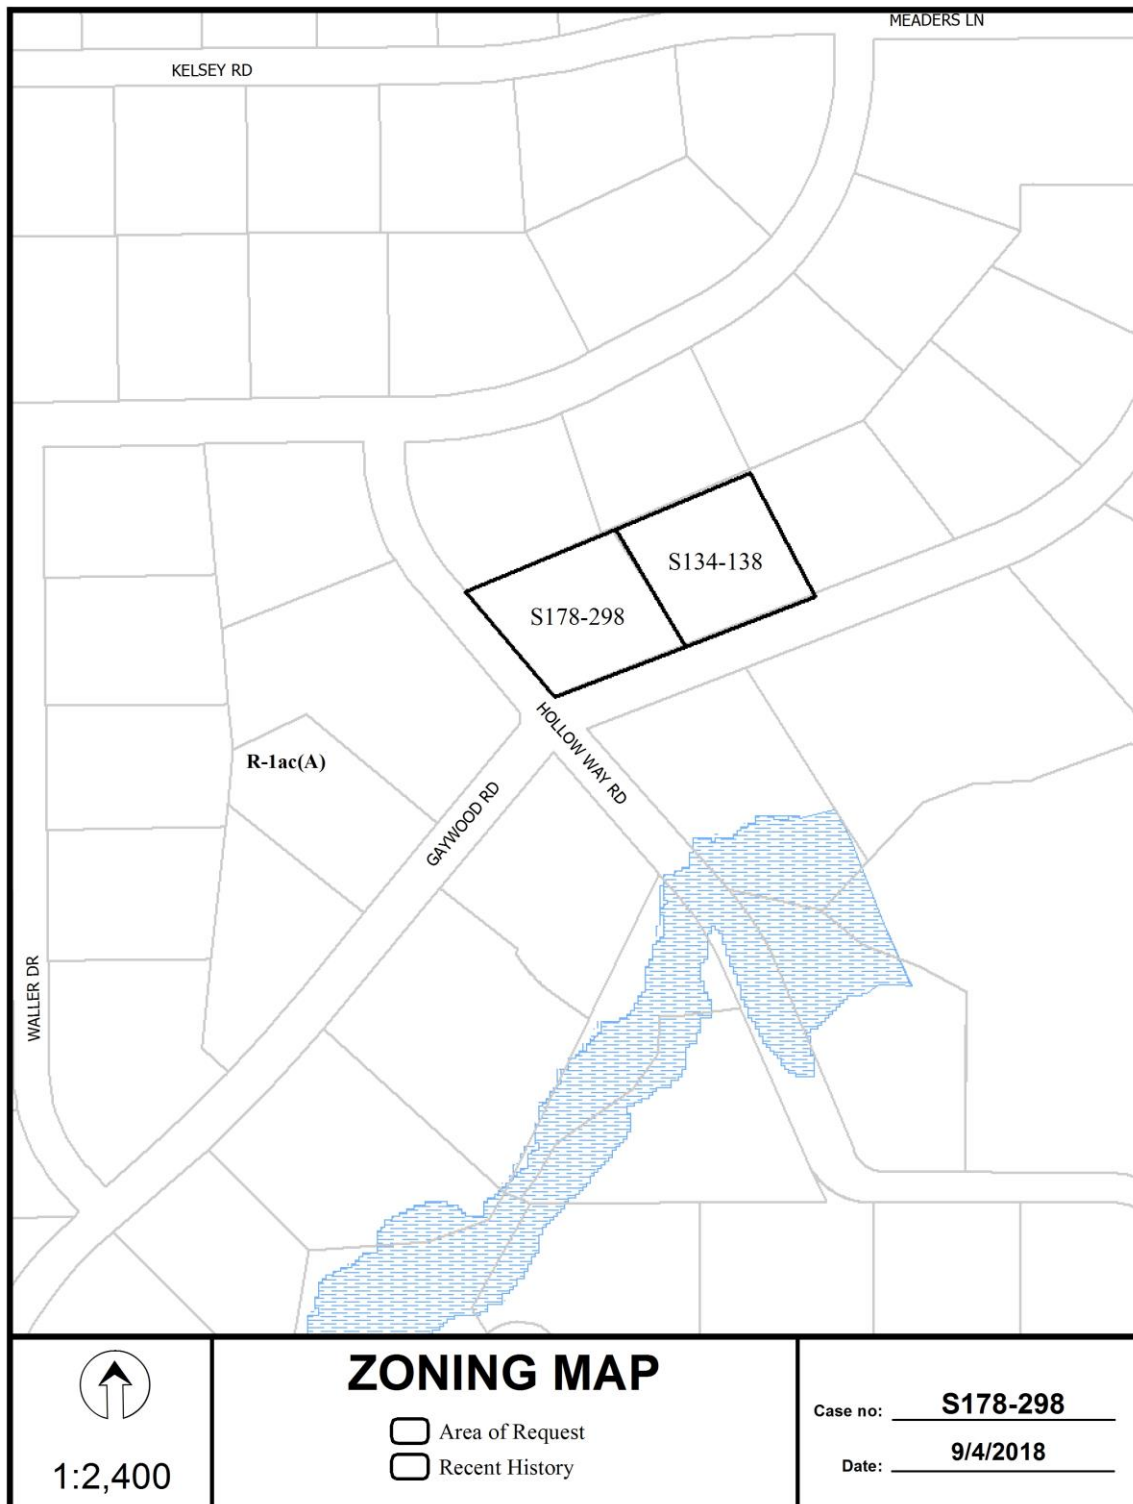 MEADERS LN
KELSEY RD
S134-138
S178-298
HOLLOW WAY RD
R-1ac(A)
GAYWOOD RD
WALLER DR
1:2,400
ZONING MAP
Area of Request
Recent History
Case no: S178-298
Date: 9/4/2018